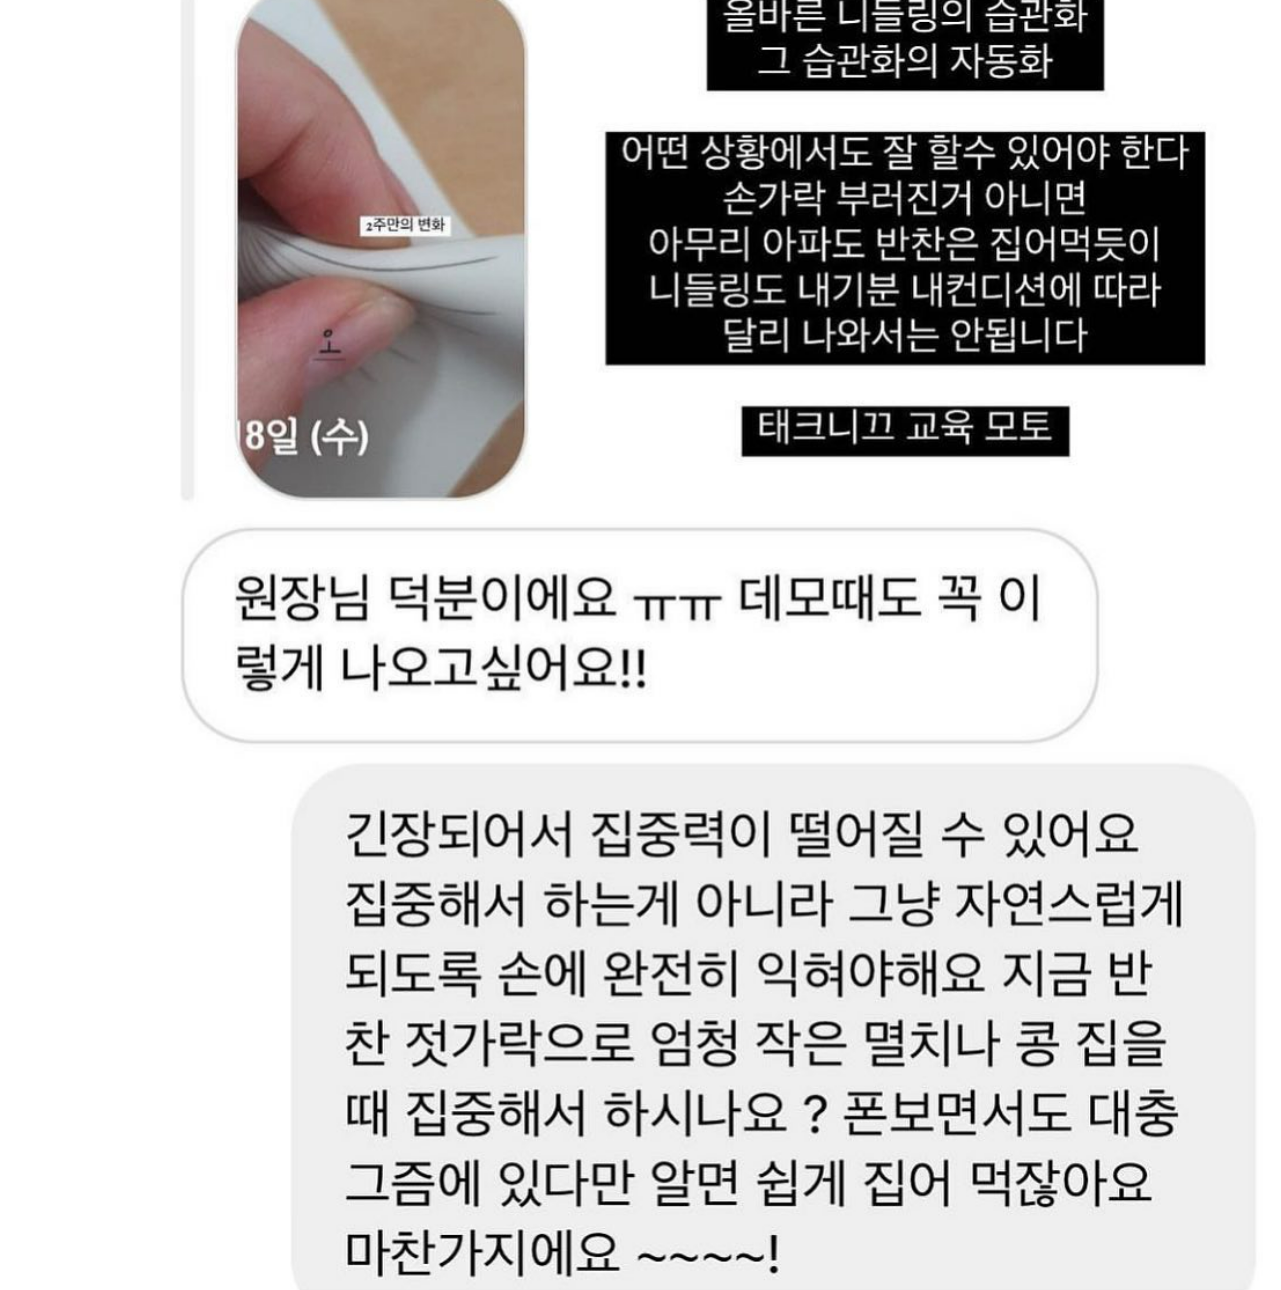 올바른 니들링의 습관화
그 습관화의 자동화
어떤 상황에서도 잘 할수 있어야 한다
손가락 부러진거 아니면
아무리 아파도 반찬은 집어먹듯이
니들링도 내기분 내컨디션에 따라
달리 나와서는 안됩니다
태크니끄 교육 모토
2주만의 변화
오
8일 (수)
원장님 덕분이에요 ㅠㅠ 데모때도 꼭 이
렇게 나오고싶어요!!
긴장되어서 집중력이 떨어질 수 있어요
집중해서 하는게 아니라 그냥 자연스럽게
되도록 손에 완전히 익혀야해요 지금 반
찬 젓가락으로 엄청 작은 멸치나 콩 집을
때 집중해서 하시나요 ? 폰보면서도 대충
그즘에 있다만 알면 쉽게 집어 먹잖아요
마찬가지에요 ~~~~!